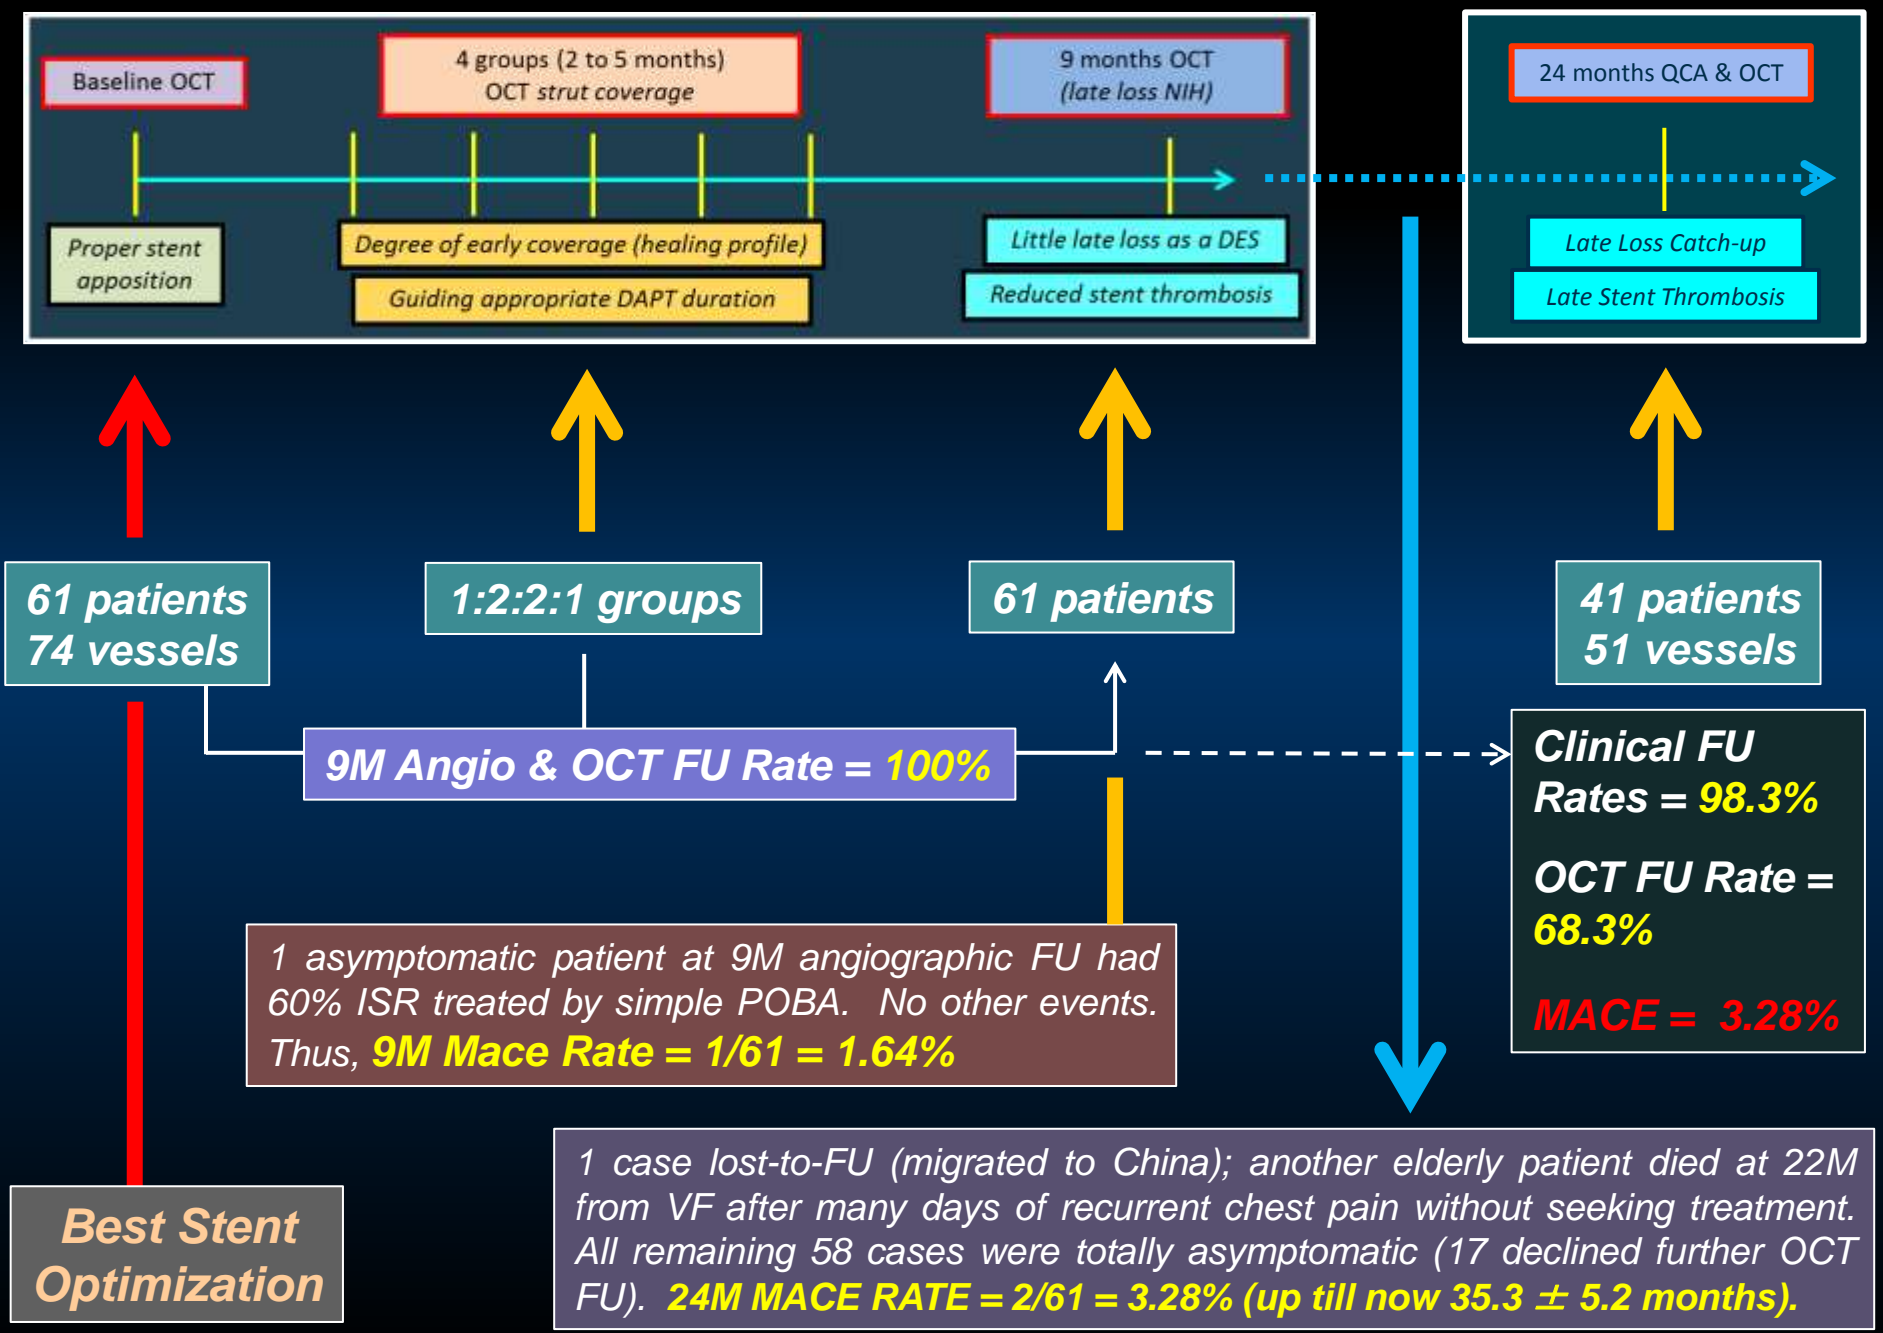 Baseline OCT
4 groups (2 to 5 months)
OCT strut coverage
9 months OCT
(late loss NIH)
24 months QCA & OCT
Proper stent
apposition
Degree of early coverage (healing profile)
Guiding appropriate DAPT duration
Little late loss as a DES
Reduced stent thrombosis
Late Loss Catch-up
Late Stent Thrombosis
61 patients
74 vessels
1:2:2:1 groups
61 patients
41 patients
51 vessels
9M Angio & OCT FU Rate = 100%
Clinical FU
Rates = 98.3%
OCT FU Rate =
68.3%
MACE = 3.28%
1 asymptomatic patient at 9M angiographic FU had
60% ISR treated by simple POBA. No other events.
Thus, 9M Mace Rate = 1/61 = 1.64%
1 case lost-to-FU (migrated to China); another elderly patient died at 22M
from VF after many days of recurrent chest pain without seeking treatment.
All remaining 58 cases were totally asymptomatic (17 declined further OCT
FU). 24M MACE RATE = 2/61 = 3.28% (up till now 35.3 ± 5.2 months).
Best Stent
Optimization